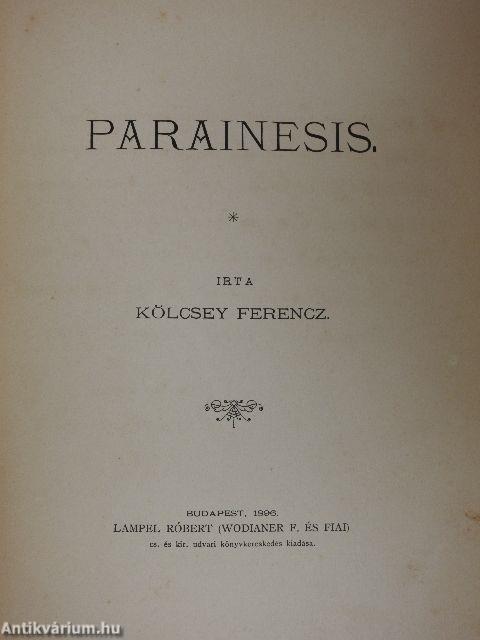 PARAINESIS.
*
IRTA
KÖLCSEY FERENCZ.
BUDAPEST, 1896.
LAMPEL RÓBERT (WODIANER F. ÉS FIAI)
cs. és kir. udvari könyvkereskedés kiadása.
Antikvárium.hu